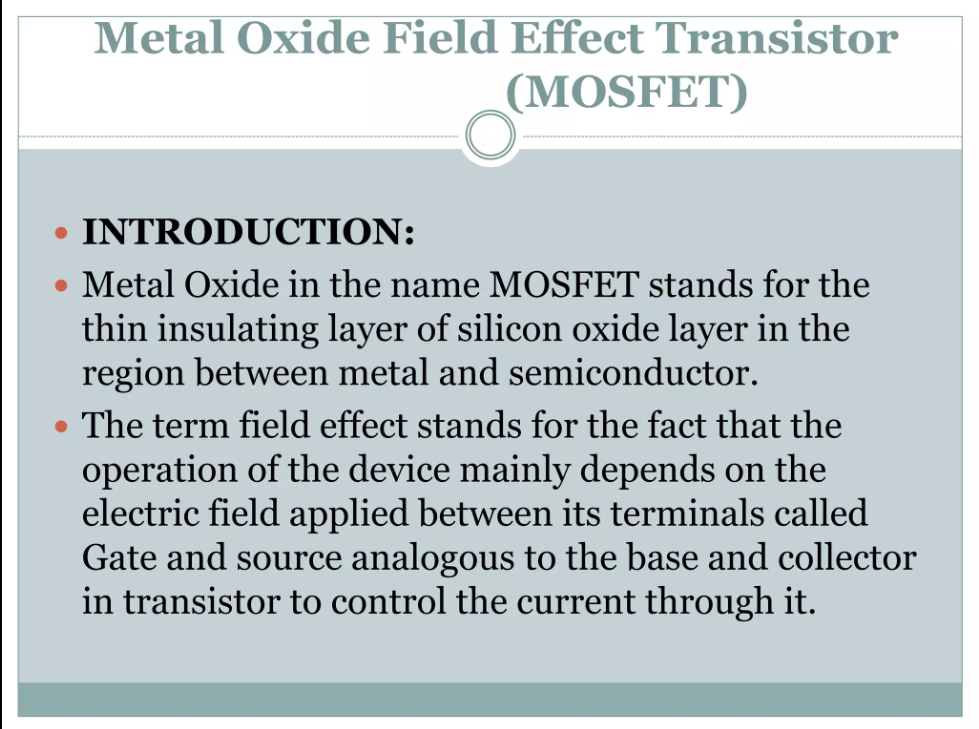 Metal Oxide Field Effect Transistor
(MOSFET)
INTRODUCTION:
Metal Oxide in the name MOSFET stands for the
thin insulating layer of silicon oxide layer in the
region between metal and semiconductor.
The term field effect stands for the fact that the
operation of the device mainly depends on the
electric field applied between its terminals called
Gate and source analogous to the base and collector
in transistor to control the current through it.